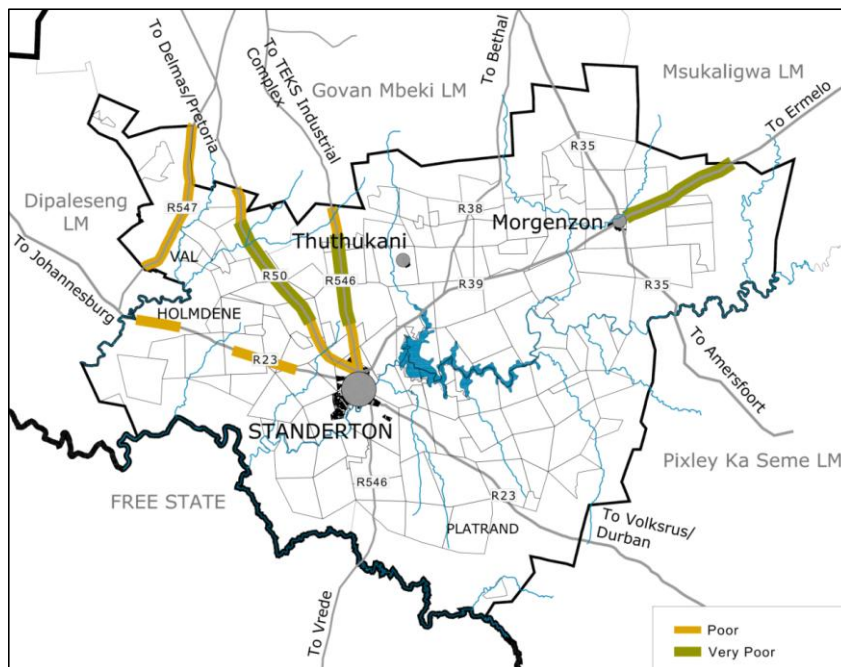 To Delmas/Pretoria
To TEKS Industrial
Complex
Govan Mbeki LM
To Bethal
Msukaligwa LM
To Ermelo
R35
Dipaleseng
LM
R547
R38
Morgenzon
Thuthukani
VAL
To Johannesburg
R50
R546
R39
R35
HOLMDENE
R23
To Amersfoort
STANDERTON
Pixley Ka Seme LM
R546
R23
FREE STATE
PLATRAND
To Volksrus/
Durban
To Vrede
Poor
Very Poor